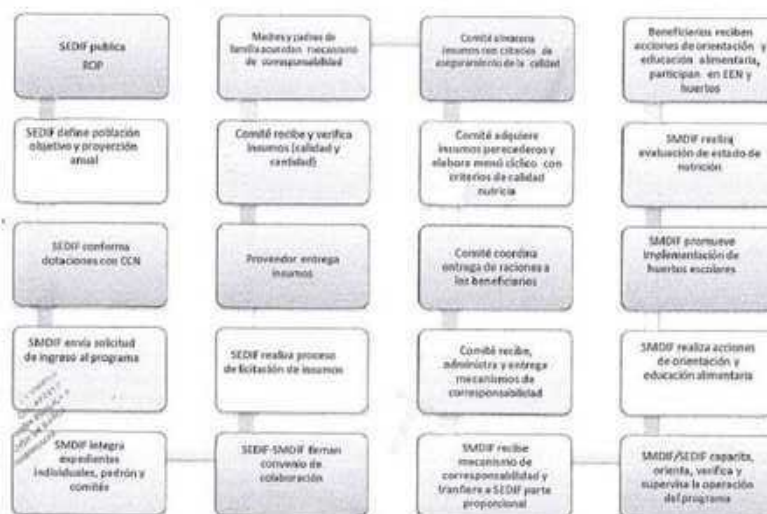 SEDIF publica
ROP
SEDIF define población
objetivo y proyección
anual
SEDIF conforma
dotaciones con CCN
SMDIF envía solicitud
de ingreso al programa
SMDIF integra
expedientes
individuales, padrón y
comités
Madres y padres de
familia acuerdan mecanismo
de corresponsabilidad
Comité recibe y verifica
insumos (calidad y
cantidad)
Proveedor entrega
insumos
SEDIF realiza proceso
de licitación de insumos
SEDIF-SMDIF firman
convenio de
colaboración
Comité almacena
insumos con criterios de
aseguramiento de la calidad
Comité adquiere
insumos perecederos y
elabora menú cíclico con
criterios de calidad
nutricia
Comité coordina
entrega de raciones a
los beneficiarios
Comité recibe,
administra y entrega
mecanismos de
corresponsabilidad
SMDIF recibe
mecanismo de
corresponsabilidad y
tranfiere a SEDIF parte
proporcional
Beneficiarios reciben
acciones de orientación y
educación alimentaria,
participan en EEN y
huertos
SMDIF realiza
evaluación de estado de
nutrición
SMDIF promueve
implementación de
huertos escolares
SMDIF realiza acciones
de orientación y
educación alimentaria
SMDIF/SEDIF capacita,
orienta, verifica y
supervisa la operación
del programa